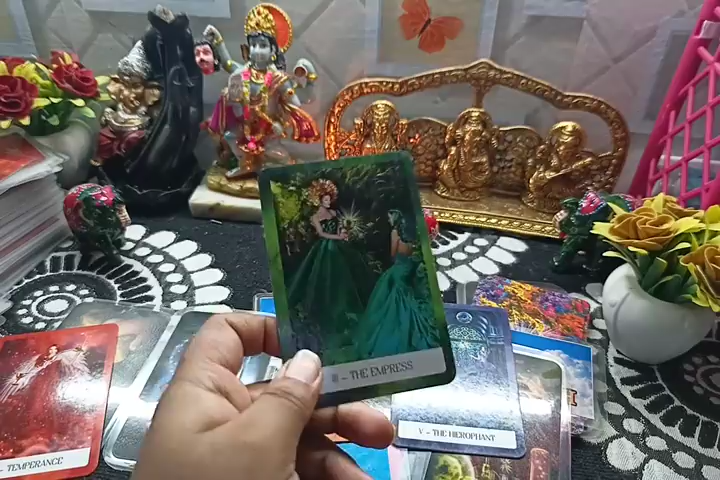 III – THE EMPRESS
V – THE HIEROPHANT
– TEMPERANCE